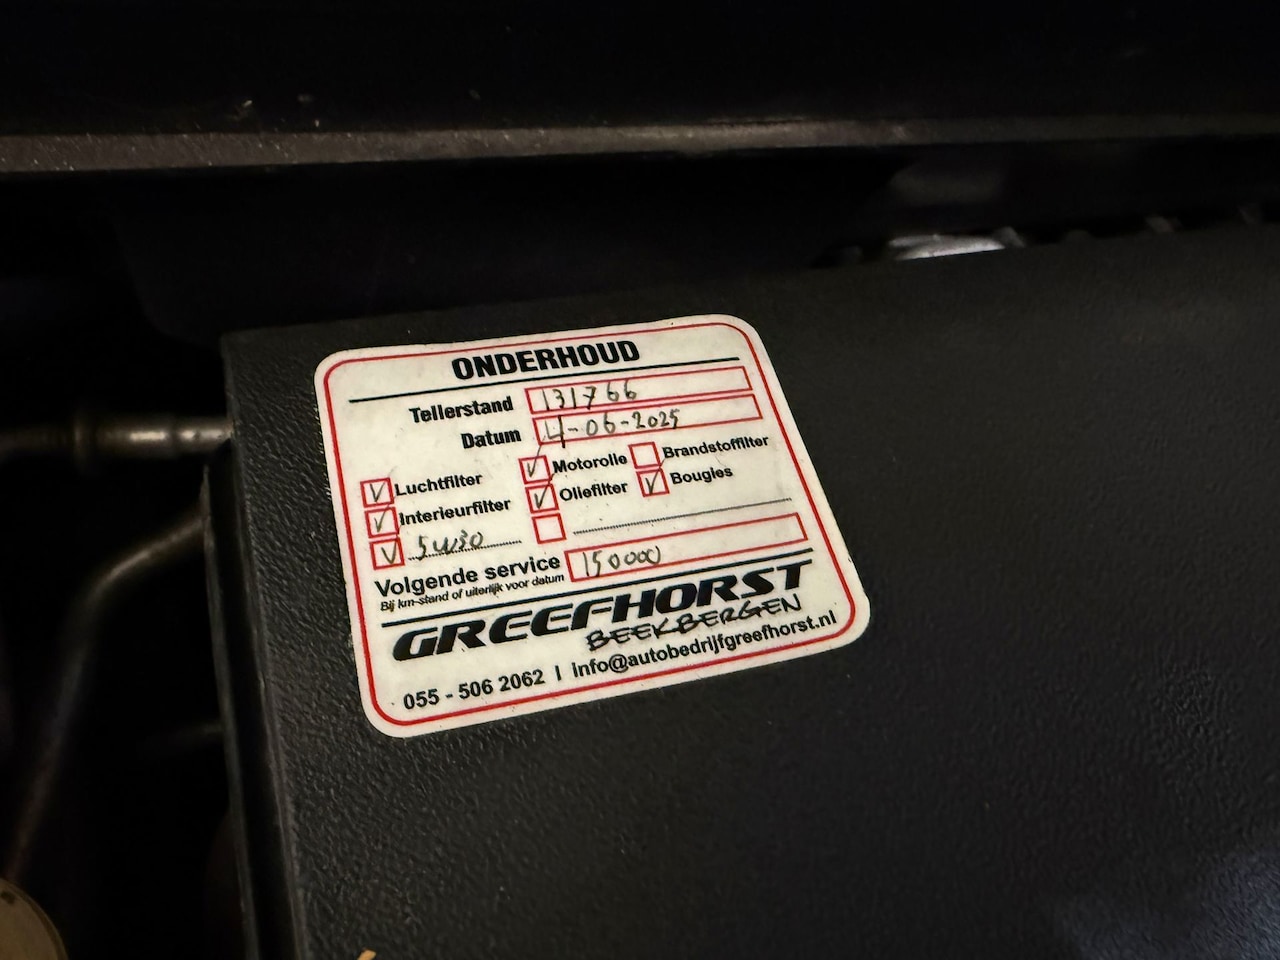 ONDERHOUD
Tellerstand 131766
Datum 4-06-2025
Luchtfilter Motorolie Brandstoffilter
Interieurfilter Oliefilter Bougies
5W30
Volgende service 150000
Bij km-stand of uiterlijk voor datum
GREEFHORST
BEEKBERGEN
055 - 506 2062 | info@autobedrijfgreefhorst.nl